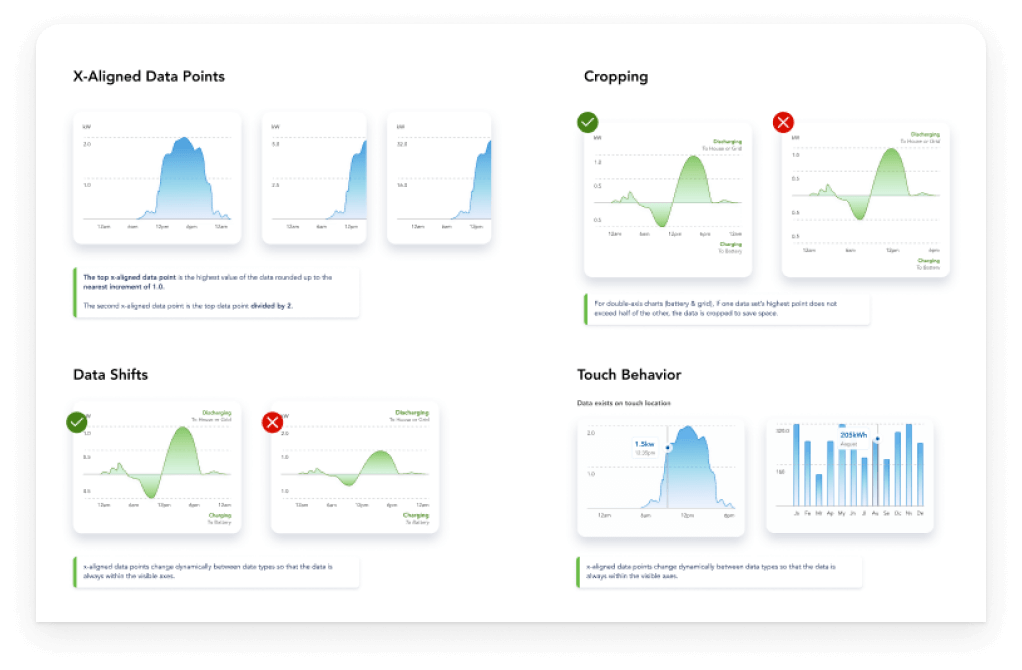 X-Aligned Data Points
kW
2.0
1.0
12am 6am 12pm 6pm 12am
kW
3.0
2.0
12am 6am 12pm
kW
32.0
16.0
12am 6am 12pm
The top x-aligned data point is the highest value of the data rounded up to the
nearest increment of 1.0.
The second x-aligned data point is the top data point divided by 2.
Cropping
kW
Discharging
To House or Grid
1.0
0.5
0.5
12am 6am 12pm 6pm 12am
Charging
To Battery
kW
Discharging
To House or Grid
1.0
0.5
0.5
0.5
12am 6am 12pm 6pm
Charging
To Battery
For double-axis charts (battery & grid), if one data set's highest point does not
exceed half of the other, the data is cropped to save space.
Data Shifts
Discharging
To House or Grid
1.0
0.5
0.5
12am 6am 12pm 6pm 12am
Charging
To Battery
Discharging
To House or Grid
2.0
1.0
1.0
12am 6am 12pm 6pm 12am
Charging
To Battery
x-aligned data points change dynamically between data types so that the data is
always within the visible axes.
Touch Behavior
Data exists on touch location
2.0
1.5kw
12:35pm
1.0
12am 6am 12pm 6pm
205kWh
August
Ja Fe Mr Ap My Jn Jl Au Se Oc No De
x-aligned data points change dynamically between data types so that the data is
always within the visible axes.